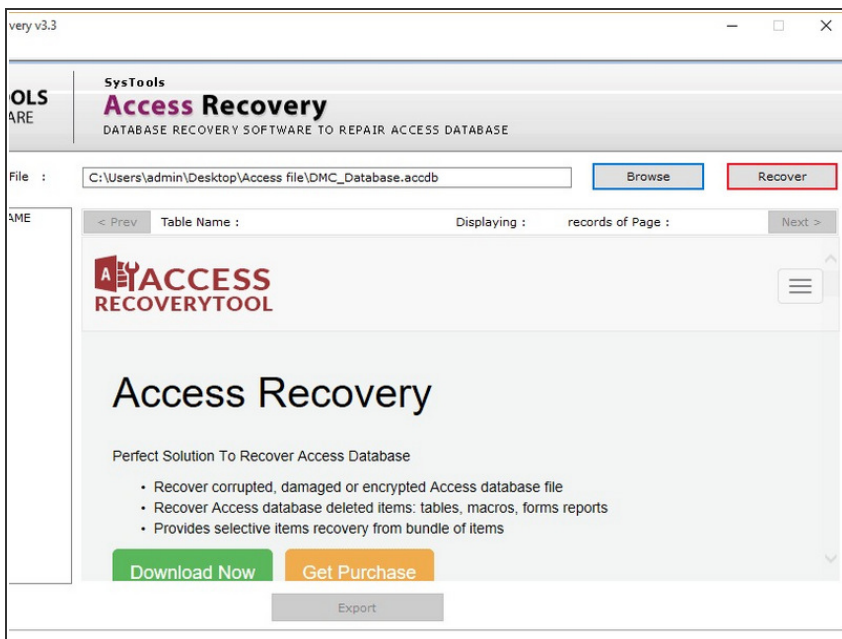 very v3.3
OLS
ARE
SysTools
Access Recovery
DATABASE RECOVERY SOFTWARE TO REPAIR ACCESS DATABASE
File :
C:\Users\admin\Desktop\Access file\DMC_Database.accdb
Browse
Recover
AME
< Prev
Table Name :
Displaying :
records of Page :
Next >
A
ACCESS
RECOVERYTOOL
Access Recovery
Perfect Solution To Recover Access Database
• Recover corrupted, damaged or encrypted Access database file
• Recover Access database deleted items: tables, macros, forms reports
• Provides selective items recovery from bundle of items
Download Now
Get Purchase
Export